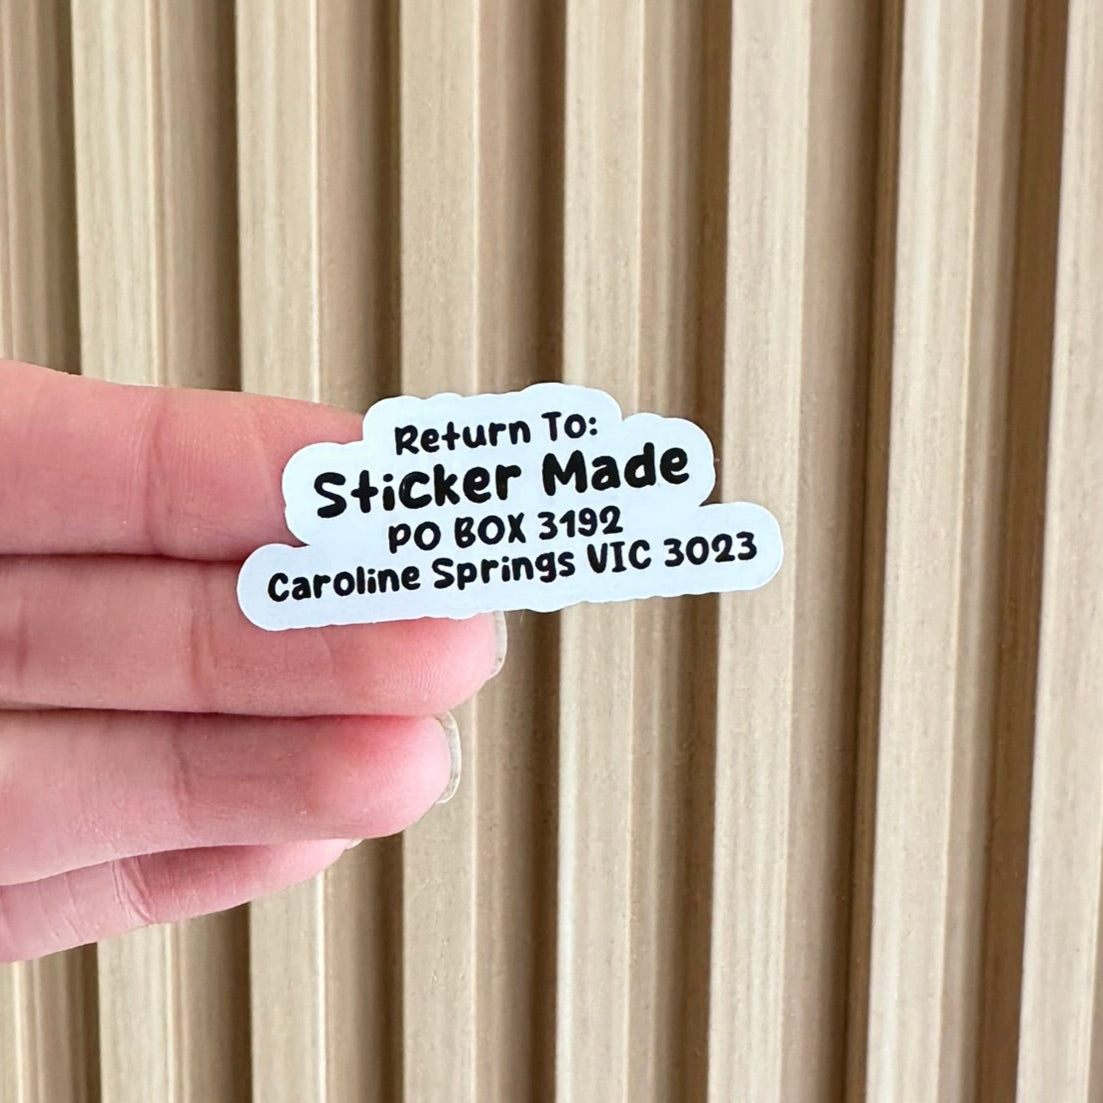 Return To:
Sticker Made
PO BOX 3192
Caroline Springs VIC 3023